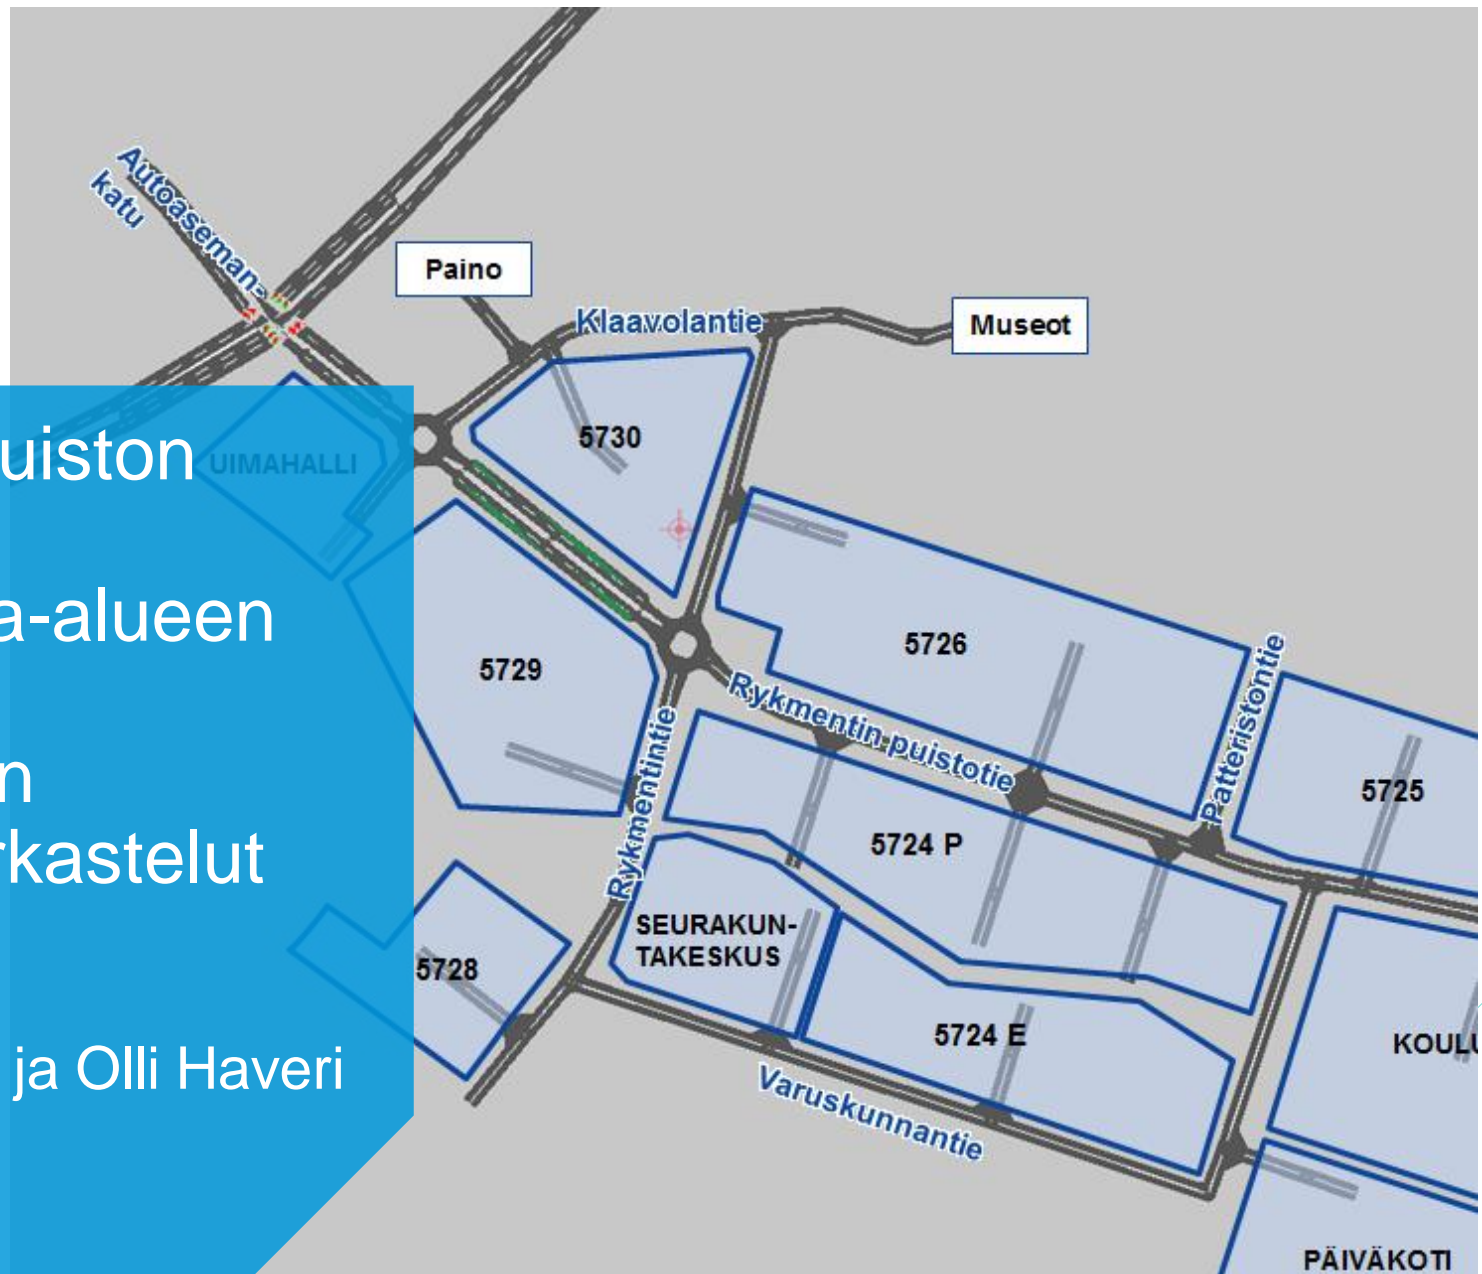 Autoaseman-
katu
Paino
Klaavolantie
Museot
5730
UIMAHALLI
uiston
a-alueen
n
rkastelut
ja Olli Haveri
5726
5729
Rykmentin puistotie
Rykmentintie
Patteristontie
5725
5724 P
SEURAKUN-
TAKESKUS
5728
5724 E
KOULU
Varuskunnantie
PÄIVÄKOTI